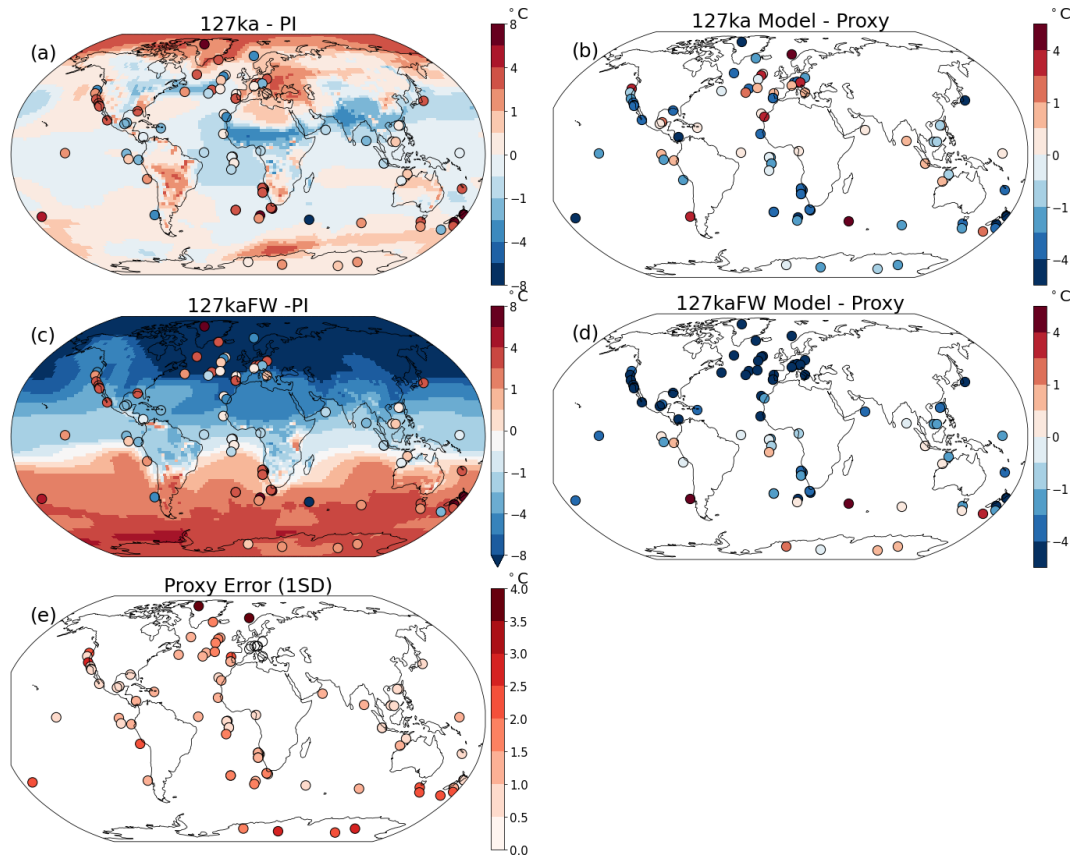 127ka - PI
(a)
°C
8
4
1
0
−1
−4
−8
127ka Model - Proxy
(b)
°C
4
1
0
−1
−4
127kaFW -PI
(c)
°C
8
4
1
0
−1
−4
−8
127kaFW Model - Proxy
(d)
°C
4
1
0
−1
−4
Proxy Error (1SD)
(e)
°C
4.0
3.5
3.0
2.5
2.0
1.5
1.0
0.5
0.0